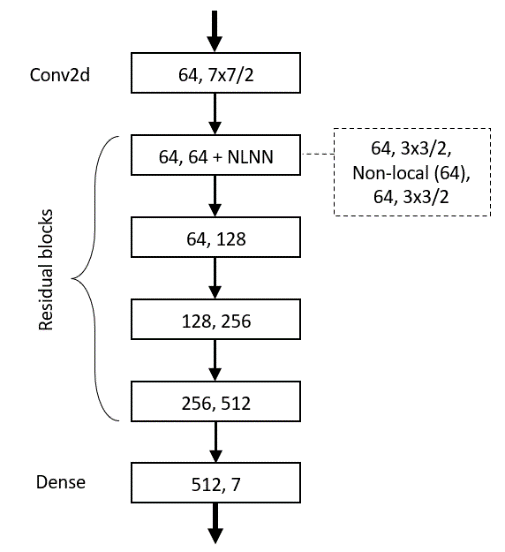 Conv2d
64, 7x7/2
64, 64 + NLNN
64, 3x3/2,
Non-local (64),
64, 3x3/2
Residual blocks
64, 128
128, 256
256, 512
Dense
512, 7